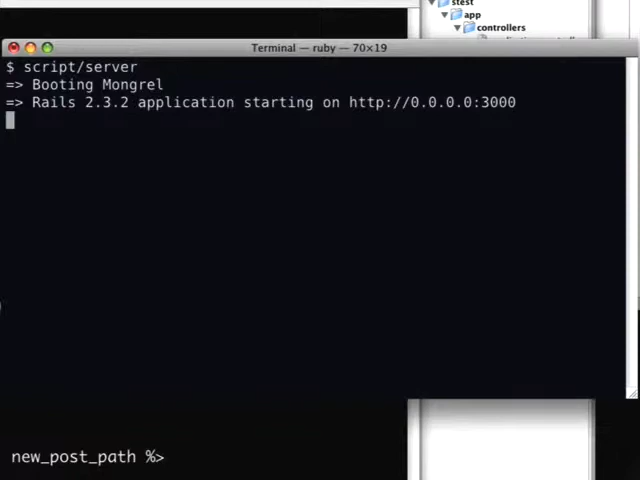 stest
app
controllers
Terminal — ruby — 70×19
$ script/server
=> Booting Mongrel
=> Rails 2.3.2 application starting on http://0.0.0.0:3000
new_post_path %>